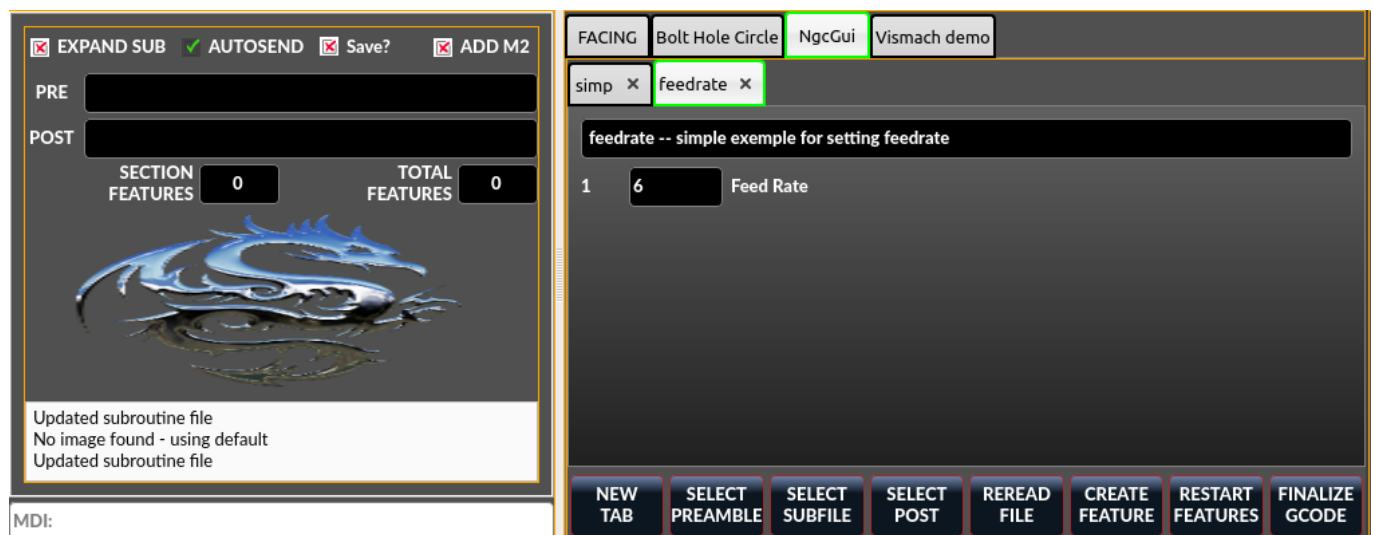 EXPAND SUB AUTOSEND Save? ADD M2
PRE
POST
SECTION FEATURES 0 TOTAL FEATURES 0
Updated subroutine file
No image found - using default
Updated subroutine file
MDI:
FACING Bolt Hole Circle NgcGui Vismach demo
simp × feedrate ×
feedrate -- simple exemple for setting feedrate
1 6 Feed Rate
NEW TAB SELECT PREAMBLE SELECT SUBFILE SELECT POST REREAD FILE CREATE FEATURE RESTART FEATURES FINALIZE GCODE